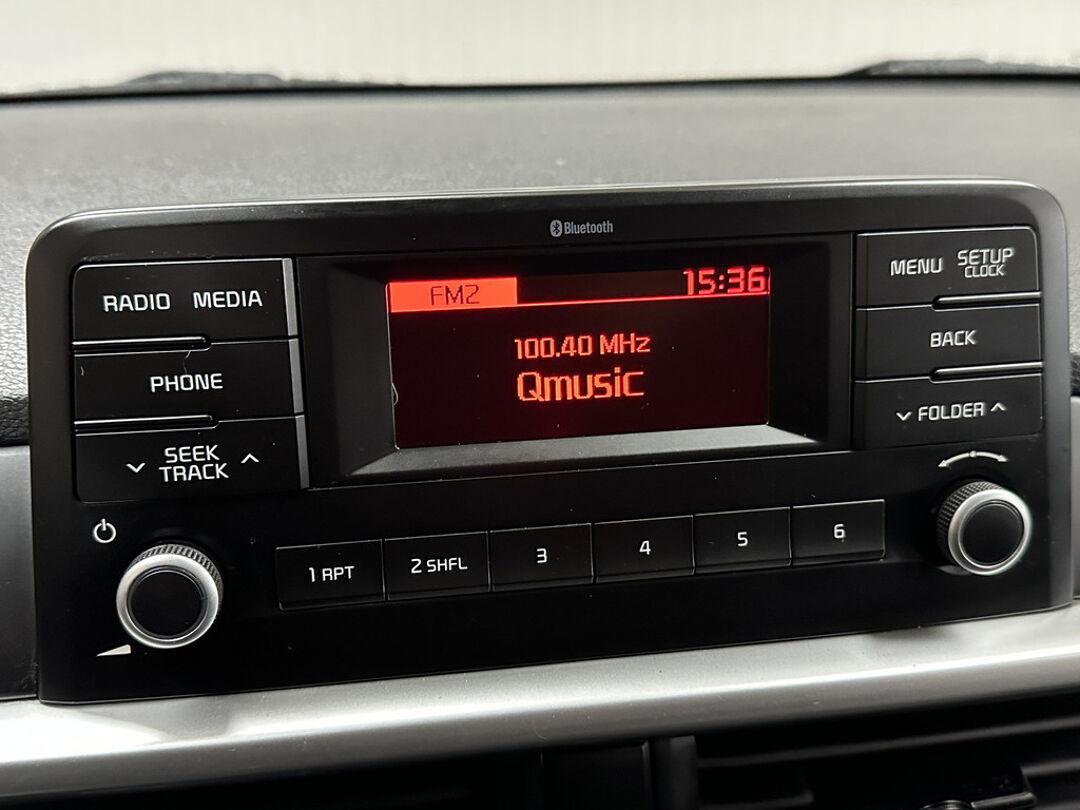 Bluetooth
RADIO MEDIA
PHONE
SEEK
TRACK
FM2 15:36
100.40 MHz
Qmusic
MENU SETUP
CLOCK
BACK
FOLDER
1 RPT 2 SHFL 3 4 5 6